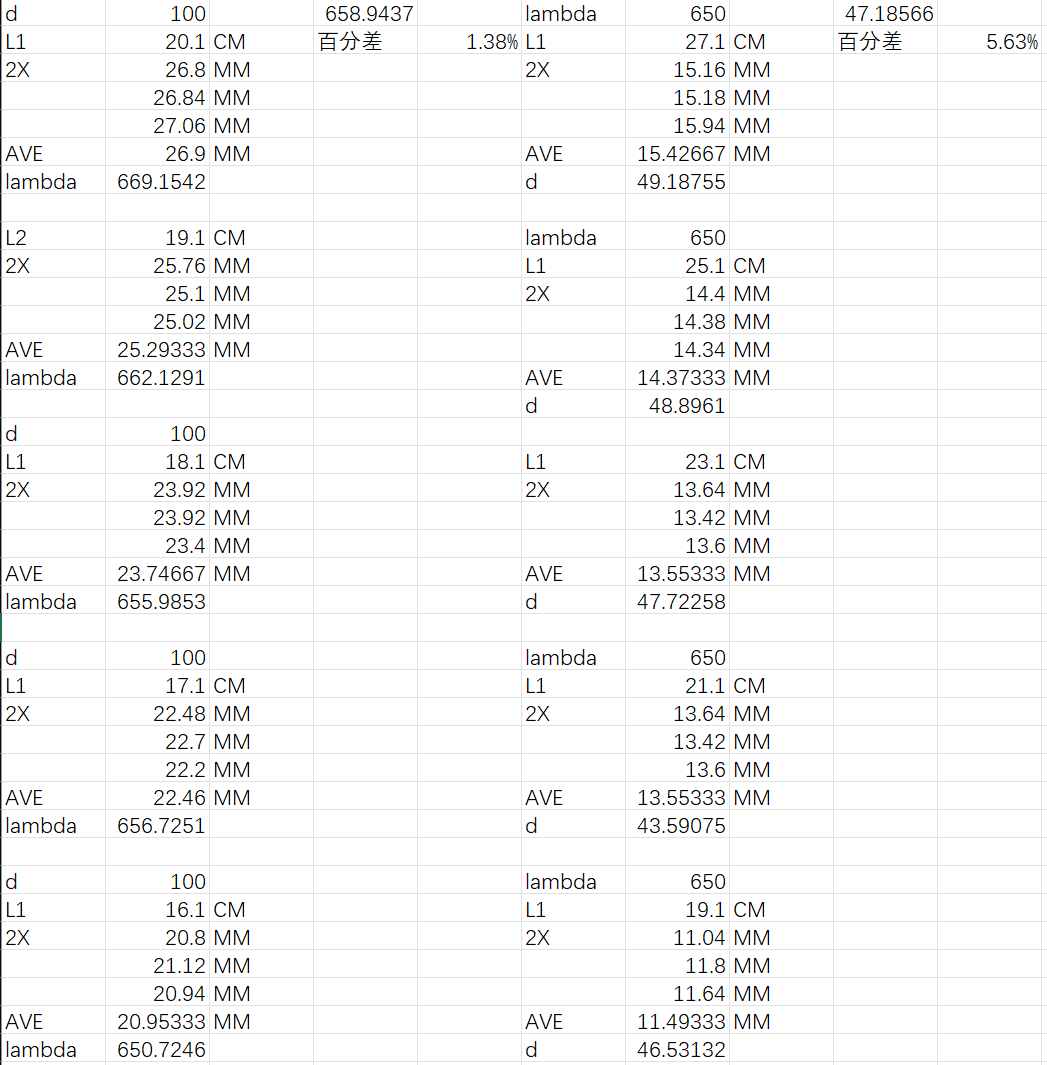 d 100 658.9437 lambda 650 47.18566
L1 20.1 CM 百分差 1.38% L1 27.1 CM 百分差 5.63%
2X 26.8 MM 2X 15.16 MM
26.84 MM 15.18 MM
27.06 MM 15.94 MM
AVE 26.9 MM AVE 15.42667 MM
lambda 669.1542 d 49.18755
L2 19.1 CM lambda 650
2X 25.76 MM L1 25.1 CM
25.1 MM 2X 14.4 MM
25.02 MM 14.38 MM
AVE 25.29333 MM 14.34 MM
lambda 662.1291 AVE 14.37333 MM
d 48.8961
d 100
L1 18.1 CM L1 23.1 CM
2X 23.92 MM 2X 13.64 MM
23.92 MM 13.42 MM
23.4 MM 13.6 MM
AVE 23.74667 MM AVE 13.55333 MM
lambda 655.9853 d 47.72258
d 100 lambda 650
L1 17.1 CM L1 21.1 CM
2X 22.48 MM 2X 13.64 MM
22.7 MM 13.42 MM
22.2 MM 13.6 MM
AVE 22.46 MM AVE 13.55333 MM
lambda 656.7251 d 43.59075
d 100 lambda 650
L1 16.1 CM L1 19.1 CM
2X 20.8 MM 2X 11.04 MM
21.12 MM 11.8 MM
20.94 MM 11.64 MM
AVE 20.95333 MM AVE 11.49333 MM
lambda 650.7246 d 46.53132